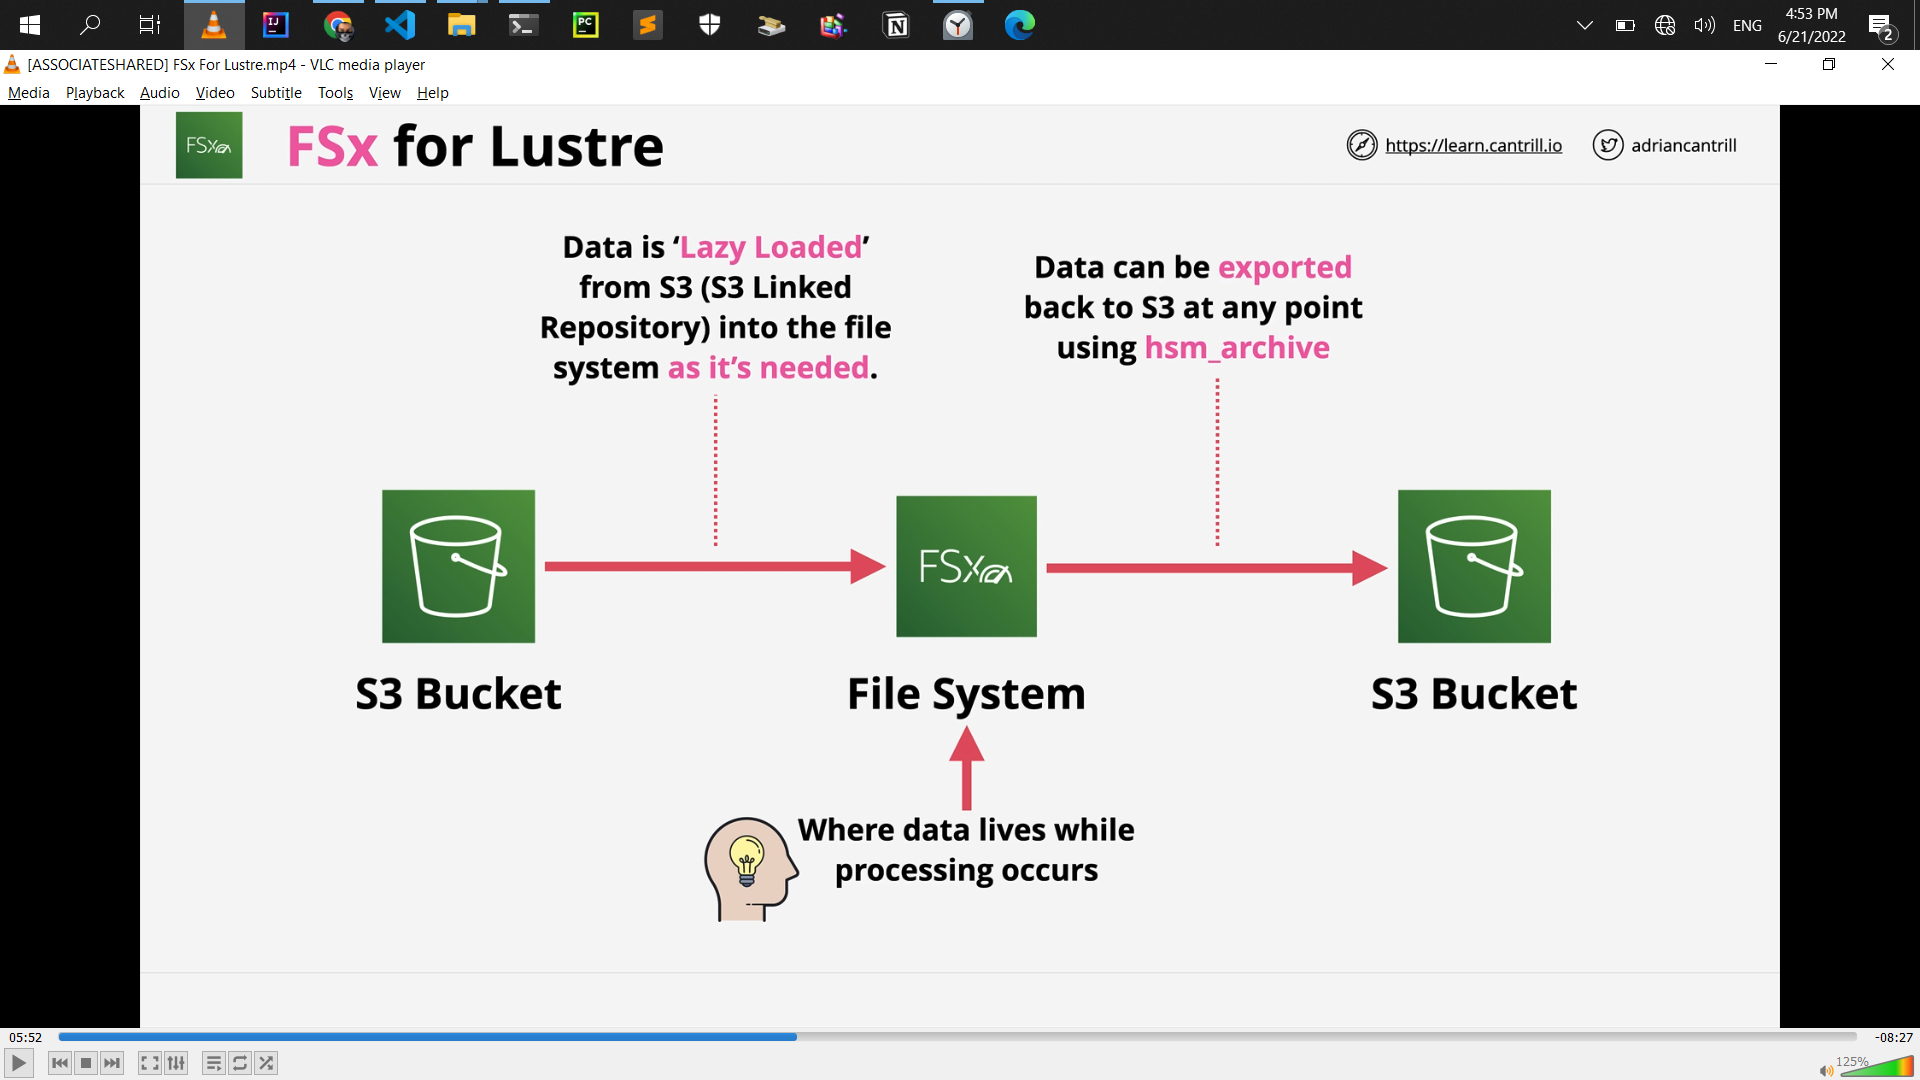 ENG
4:53 PM
6/21/2022
2
IJ
PC
[ASSOCIATESHARED] FSx For Lustre.mp4 - VLC media player
Media Playback Audio Video Subtitle Tools View Help
FSx
FSx for Lustre
https://learn.cantrill.io
adriancantrill
Data is ‘Lazy Loaded’
from S3 (S3 Linked
Repository) into the file
system as it’s needed.
Data can be exported
back to S3 at any point
using hsm_archive
FSx
S3 Bucket
File System
S3 Bucket
Where data lives while
processing occurs
05:52
-08:27
125%